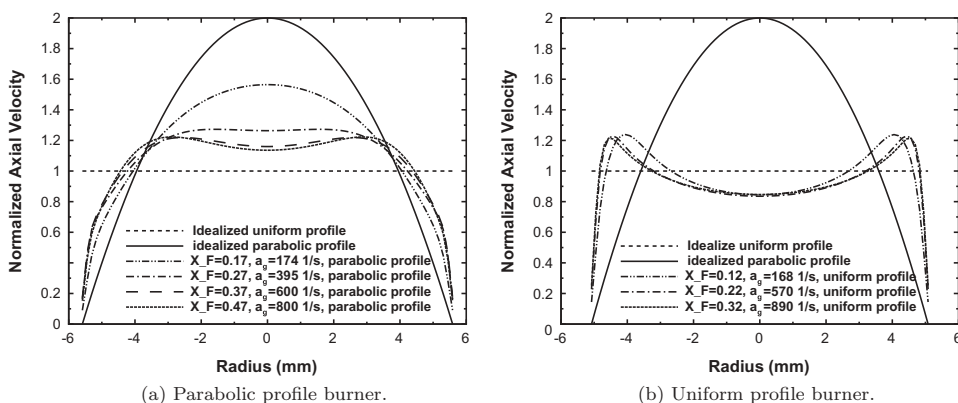 Normalized Axial Velocity
2
1.8
1.6
1.4
1.2
1
0.8
0.6
0.4
0.2
0
Idealized uniform profile
idealized parabolic profile
X_F=0.17, a_g=174 1/s, parabolic profile
X_F=0.27, a_g=395 1/s, parabolic profile
X_F=0.37, a_g=600 1/s, parabolic profile
X_F=0.47, a_g=800 1/s, parabolic profile
-6 -4 -2 0 2 4 6
Radius (mm)
(a) Parabolic profile burner.
Normalized Axial Velocity
2
1.8
1.6
1.4
1.2
1
0.8
0.6
0.4
0.2
0
Idealize uniform profile
idealized parabolic profile
X_F=0.12, a_g=168 1/s, uniform profile
X_F=0.22, a_g=570 1/s, uniform profile
X_F=0.32, a_g=890 1/s, uniform profile
-6 -4 -2 0 2 4 6
Radius (mm)
(b) Uniform profile burner.